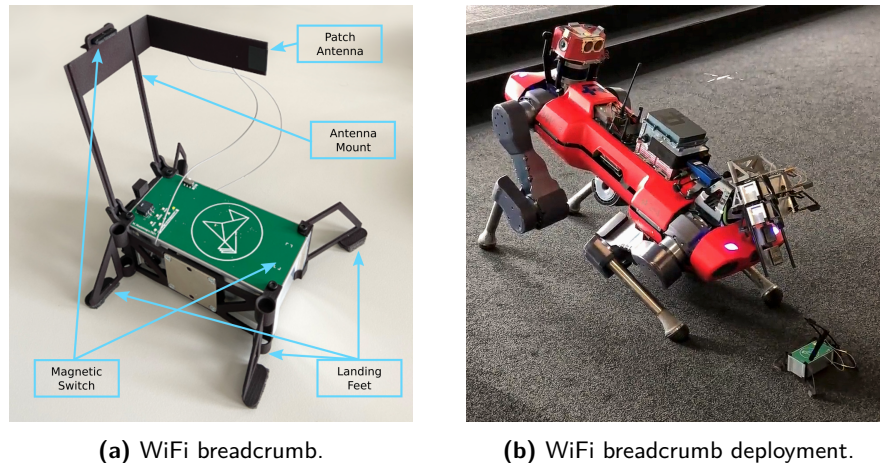 Patch
Antenna
Antenna
Mount
Magnetic
Switch
Landing
Feet
(a) WiFi breadcrumb.
(b) WiFi breadcrumb deployment.